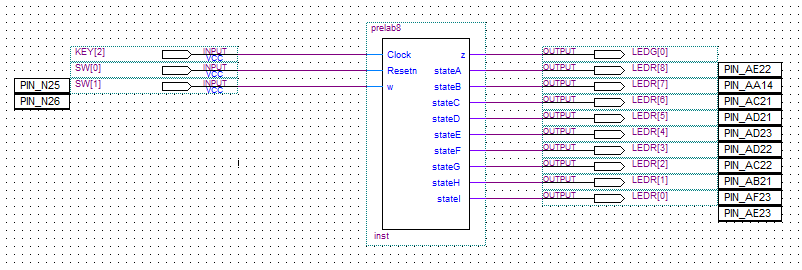 prelab8
KEY[2] INPUT VCC Clock z OUTPUT LEDG[0]
SW[0] INPUT VCC Resetn stateA OUTPUT LEDR[8] PIN_AE22
PIN_N25 SW[1] INPUT VCC w stateB OUTPUT LEDR[7] PIN_AA14
PIN_N26 stateC OUTPUT LEDR[6] PIN_AC21
stateD OUTPUT LEDR[5] PIN_AD21
stateE OUTPUT LEDR[4] PIN_AD23
stateF OUTPUT LEDR[3] PIN_AD22
stateG OUTPUT LEDR[2] PIN_AC22
stateH OUTPUT LEDR[1] PIN_AB21
stateI OUTPUT LEDR[0] PIN_AF23
PIN_AE23
inst